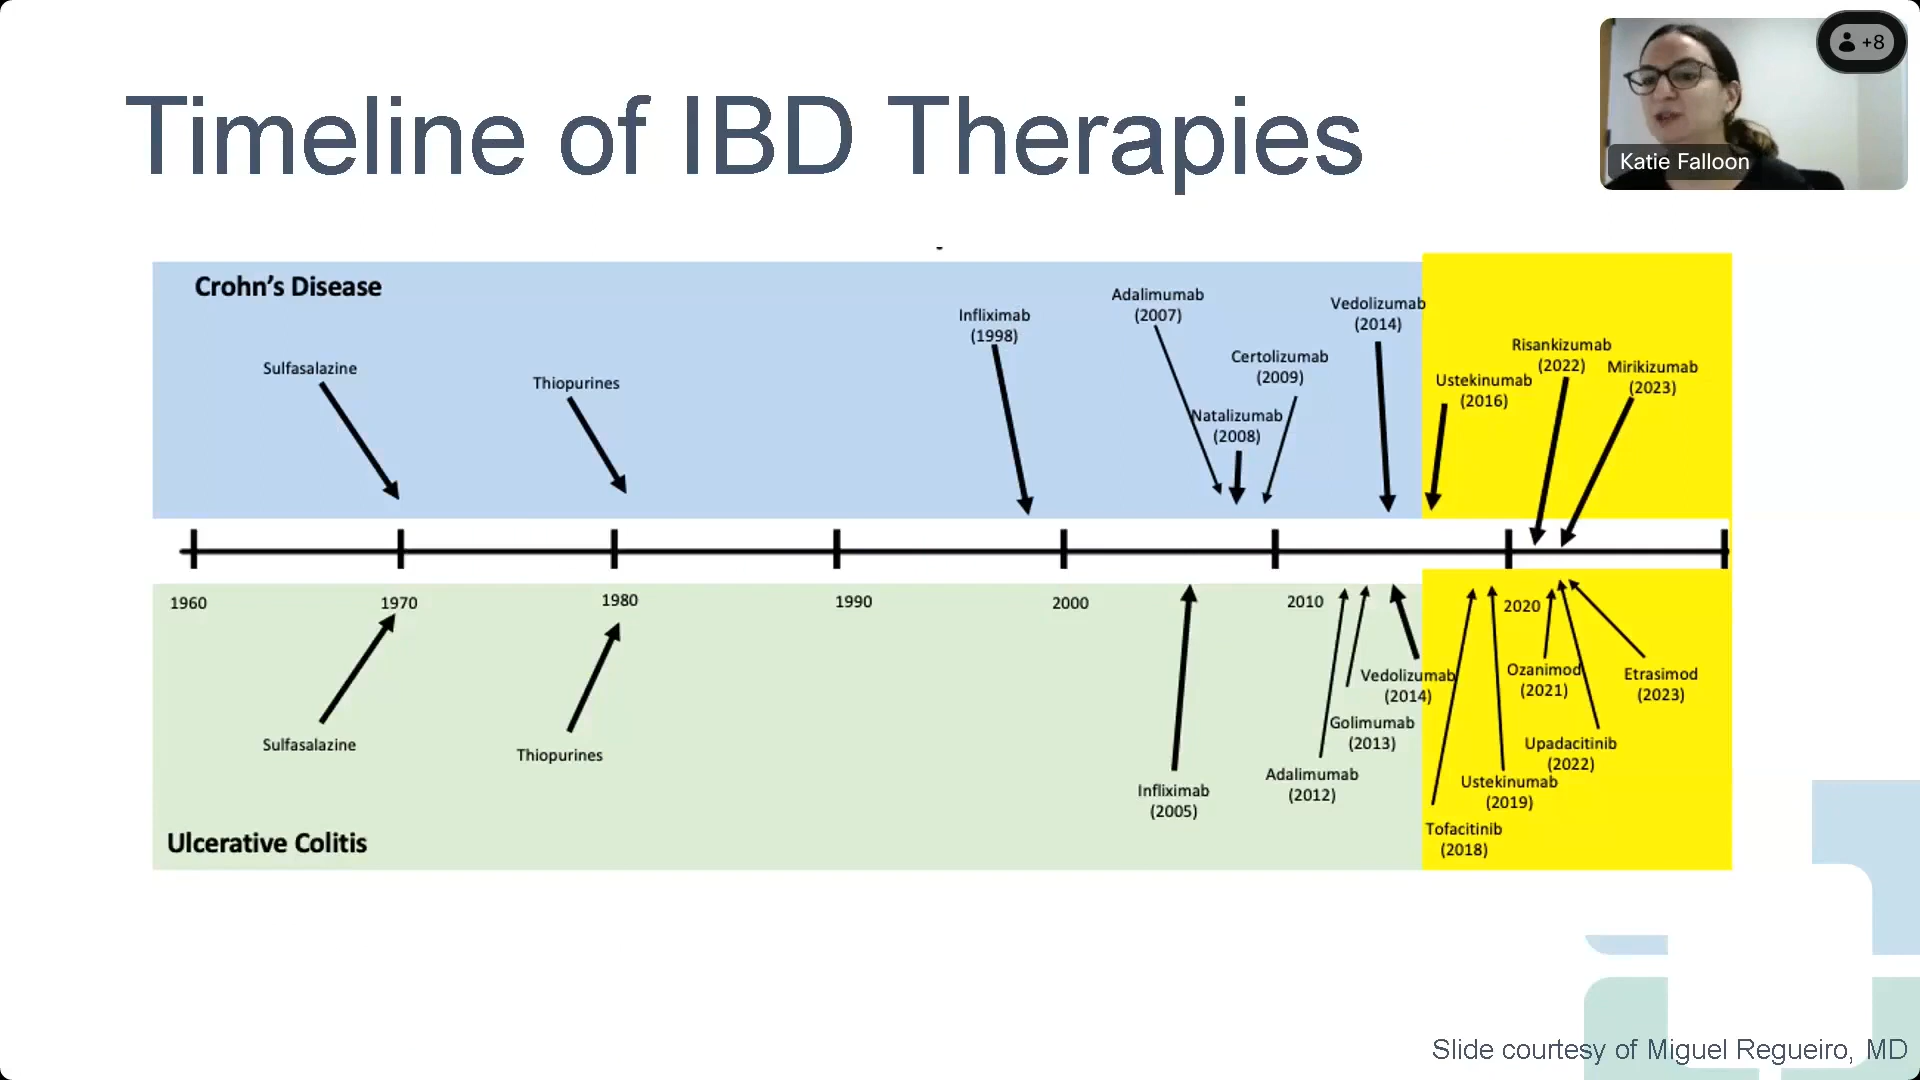 Timeline of IBD Therapies
+8
Katie Falloon
Crohn's Disease
Sulfasalazine
Thiopurines
Infliximab
(1998)
Adalimumab
(2007)
Natalizumab
(2008)
Certolizumab
(2009)
Vedolizumab
(2014)
Ustekinumab
(2016)
Risankizumab
(2022)
Mirikizumab
(2023)
1960
1970
1980
1990
2000
2010
2020
Sulfasalazine
Thiopurines
Infliximab
(2005)
Adalimumab
(2012)
Golimumab
(2013)
Vedolizumab
(2014)
Tofacitinib
(2018)
Ustekinumab
(2019)
Ozanimod
(2021)
Upadacitinib
(2022)
Etrasimod
(2023)
Ulcerative Colitis
Slide courtesy of Miguel Regueiro, MD